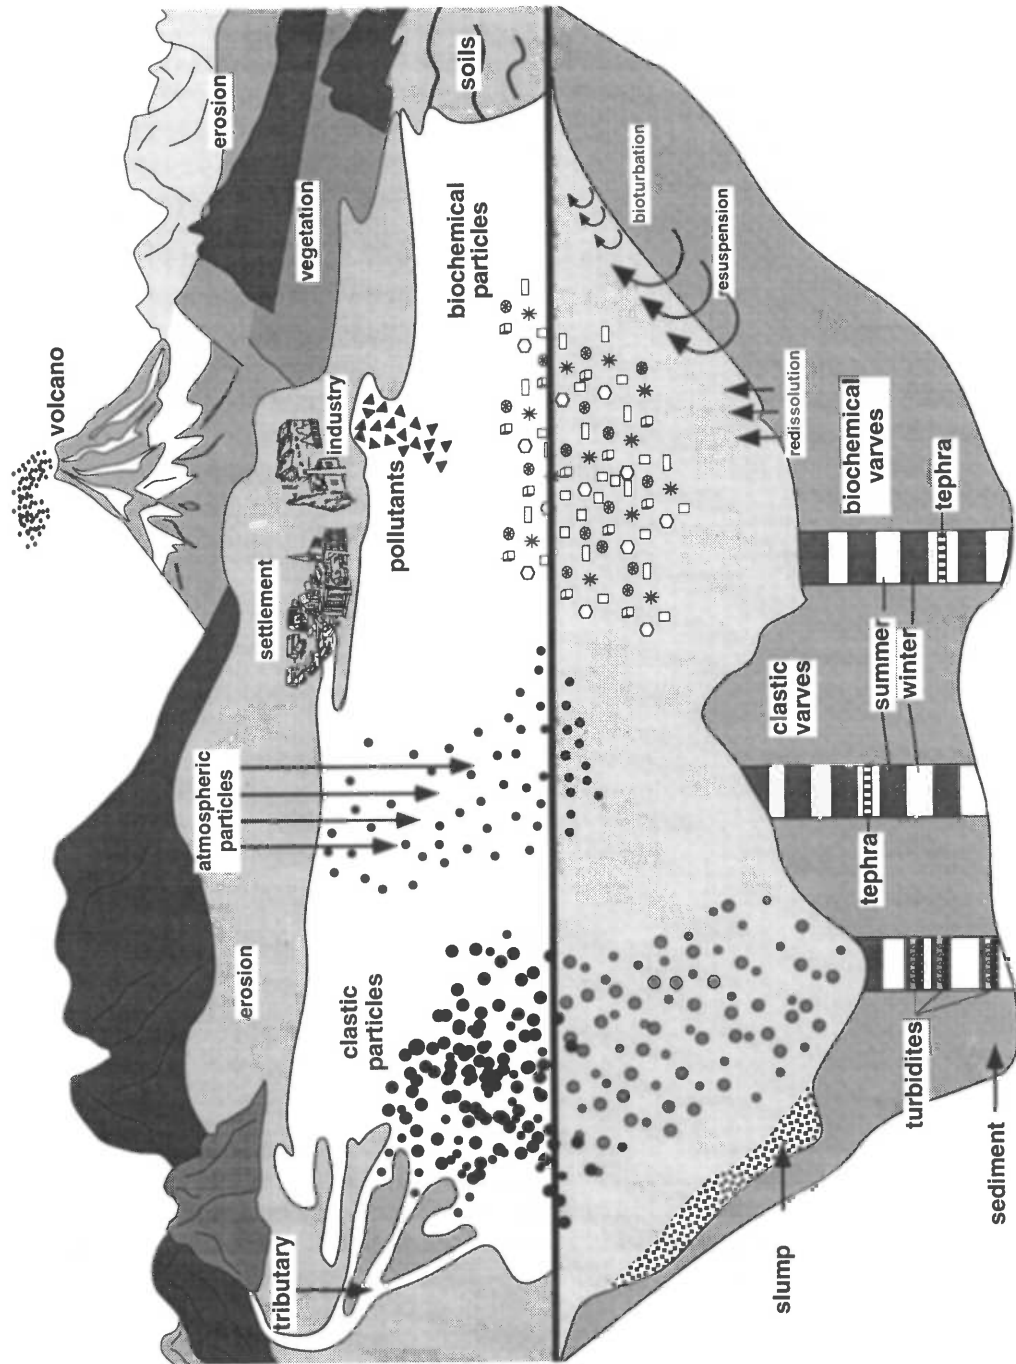 volcano
erosion
atmospheric
particles
erosion
settlement
tributary
vegetation
industry
clastic
particles
pollutants
biochemical
particles
soils
bioturbation
esuspension
slump
redissolution
clastic
varves
biochemical
varves
tephra
summer
winter
tephra
turbidites
sediment